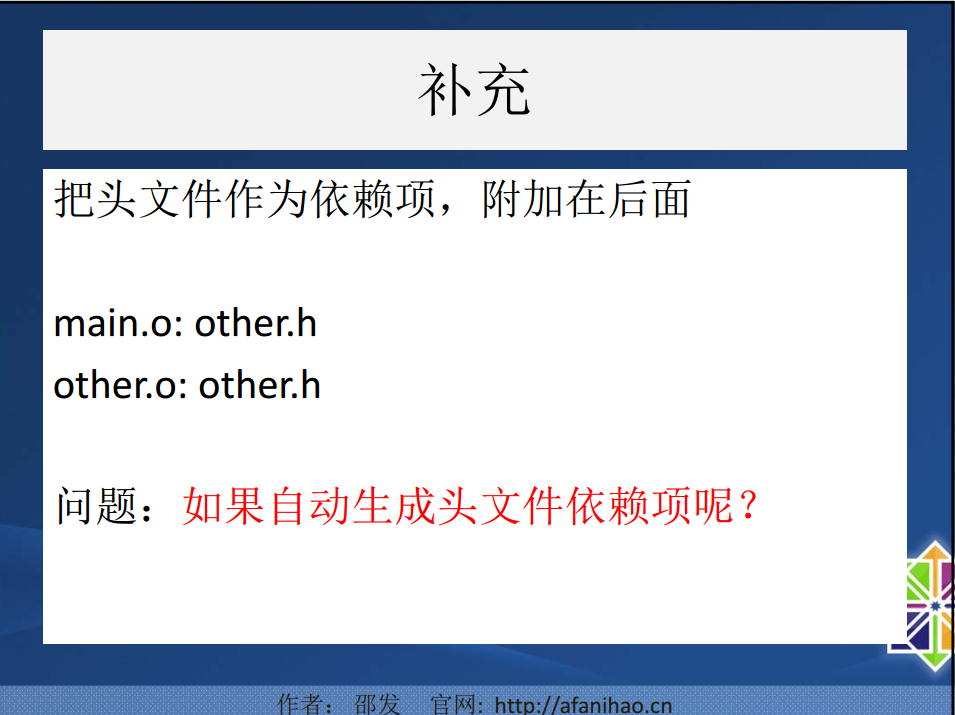 补充
把头文件作为依赖项，附加在后面
main.o: other.h
other.o: other.h
问题：如果自动生成头文件依赖项呢？
作者： 邵发 官网: http://afanihao.cn